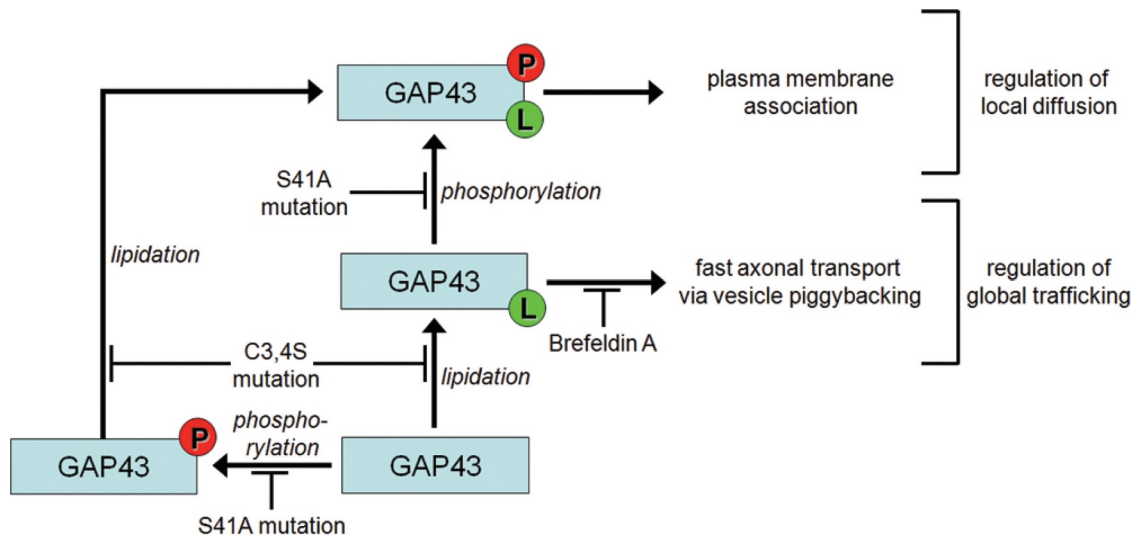 P
GAP43
L
plasma membrane
association
regulation of
local diffusion
S41A
mutation
phosphorylation
lipidation
GAP43
L
fast axonal transport
via vesicle piggybacking
regulation of
global trafficking
Brefeldin A
C3,4S
mutation
lipidation
phospho-
rylation
P
GAP43
GAP43
S41A mutation